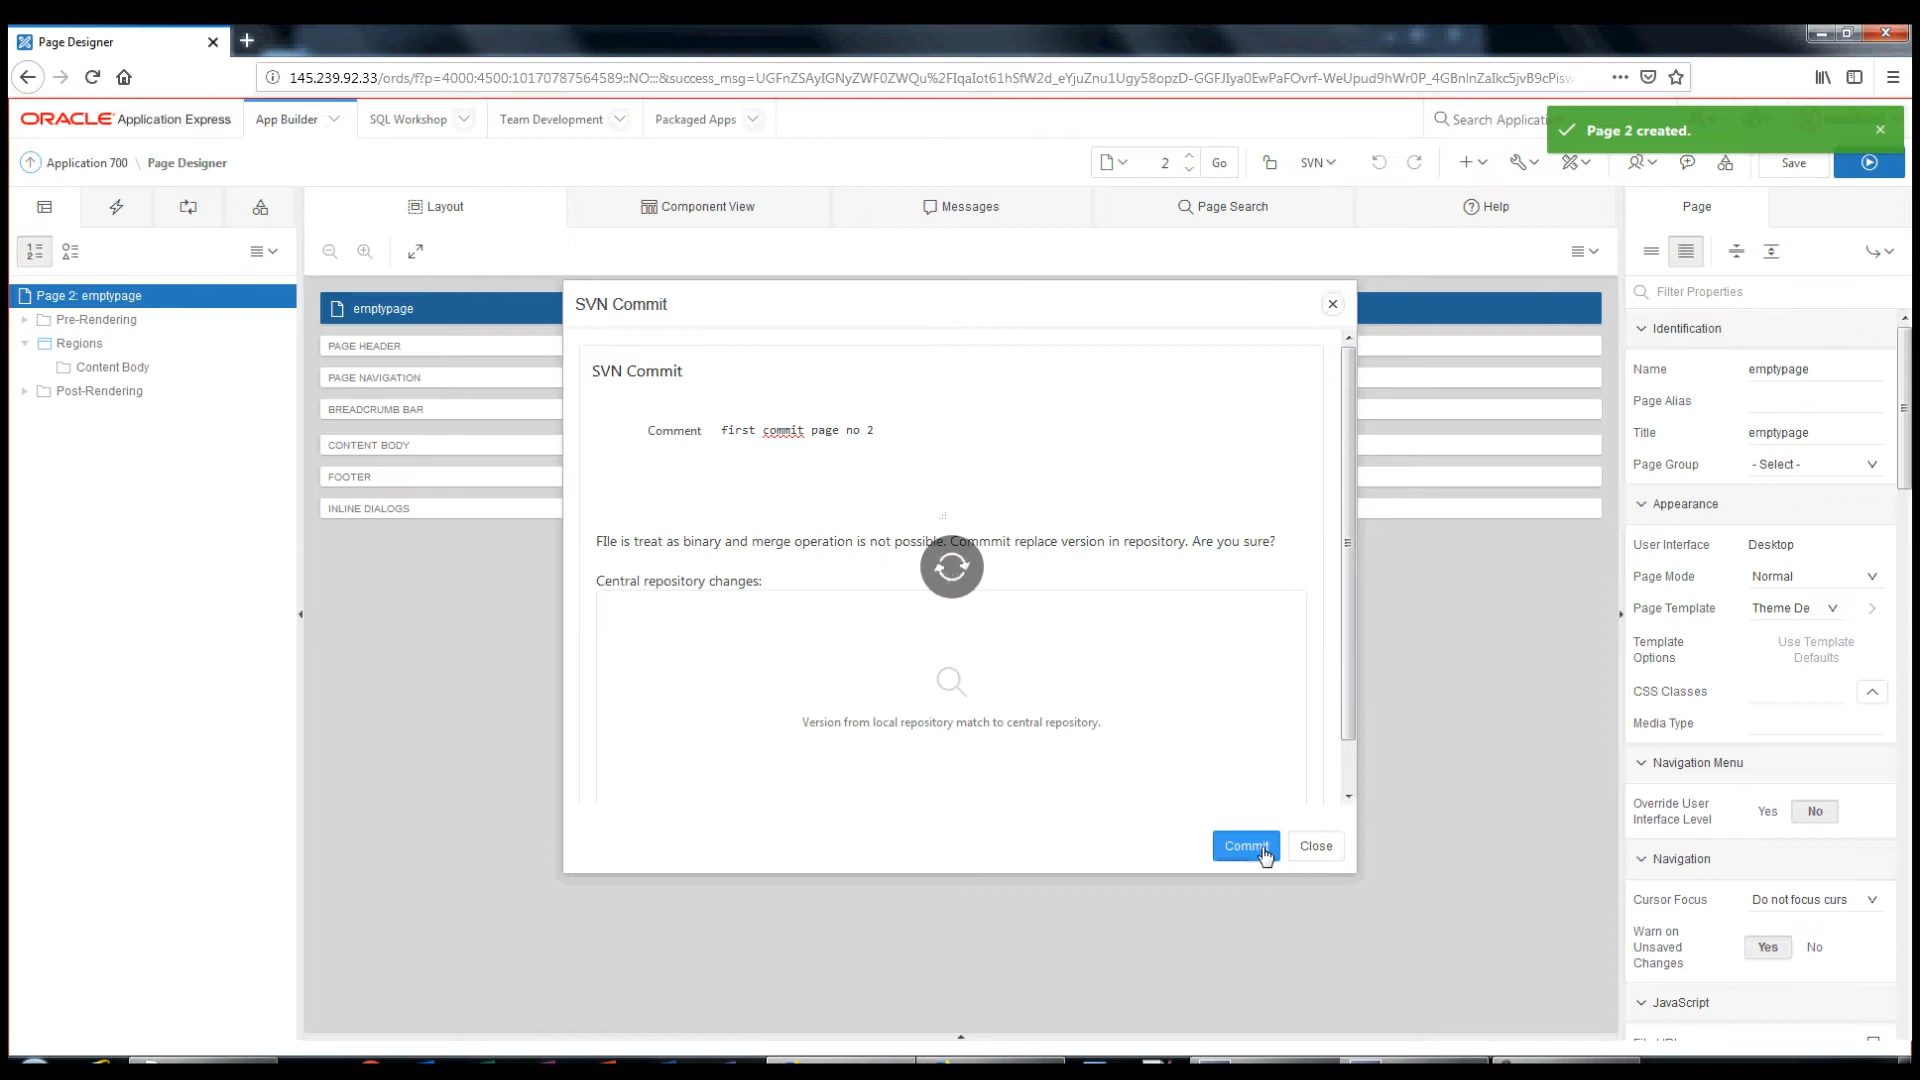 Page Designer
145.239.92.33/ords/f?p=4000:4500:10170787564589::NO:::&success_msg=
ORACLE Application Express
App Builder
SQL Workshop
Team Development
Packaged Apps
Search Applicati
Page 2 created.
Application 700 \ Page Designer
2
Go
SVN
Save
Layout
Component View
Messages
Page Search
Help
Page
Page 2: emptypage
Pre-Rendering
Regions
Content Body
Post-Rendering
emptypage
PAGE HEADER
PAGE NAVIGATION
BREADCRUMB BAR
CONTENT BODY
FOOTER
INLINE DIALOGS
SVN Commit
SVN Commit
Comment first commit page no 2
FIle is treat as binary and merge operation is not possible. Commmit replace version in repository. Are you sure?
Central repository changes:
Version from local repository match to central repository.
Commit
Close
Filter Properties
Identification
Name emptypage
Page Alias
Title emptypage
Page Group - Select -
Appearance
User Interface Desktop
Page Mode Normal
Page Template Theme De
Template Options Use Template Defaults
CSS Classes
Media Type
Navigation Menu
Override User Interface Level Yes No
Navigation
Cursor Focus Do not focus curs
Warn on Unsaved Changes Yes No
JavaScript